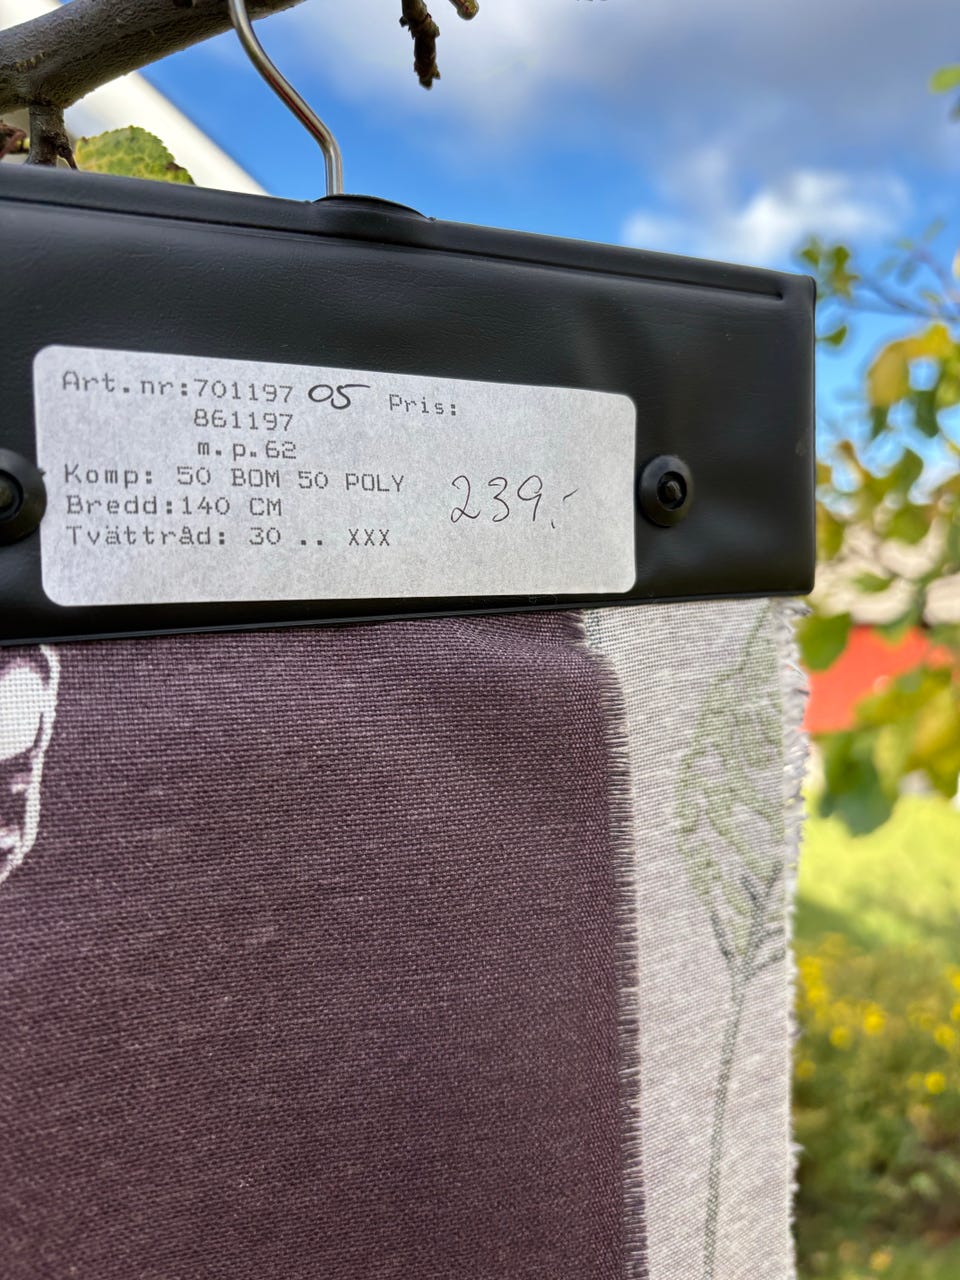 Art.nr:701197 05 Pris:
861197
m.p.62
Komp: 50 BOM 50 POLY
239.-
Bredd:140 CM
Tvättråd: 30 .. XXX